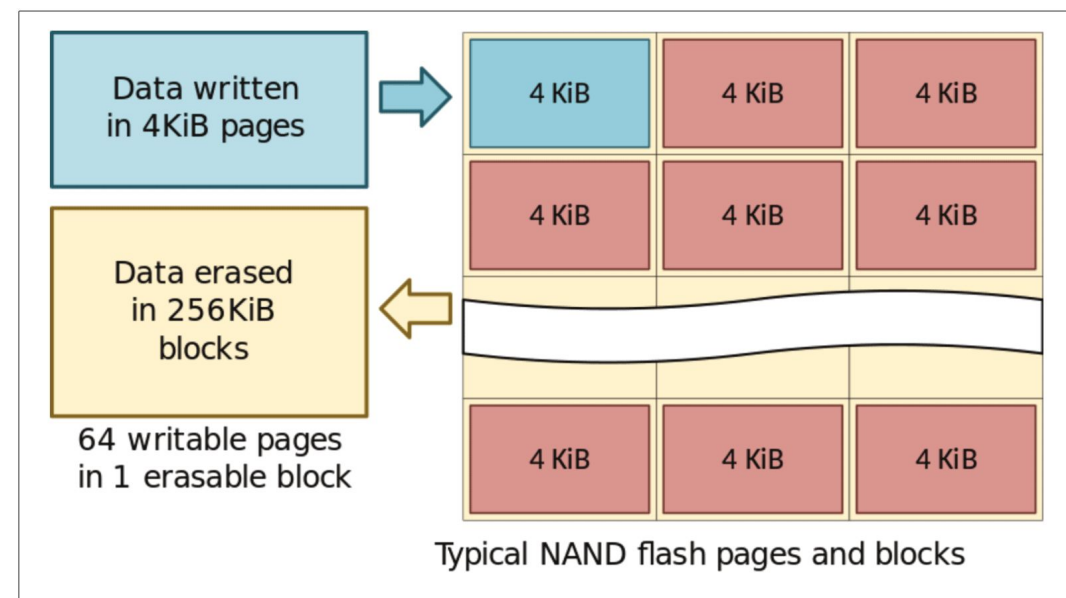 Data written
in 4KiB pages
4 KiB
4 KiB
4 KiB
4 KiB
4 KiB
4 KiB
Data erased
in 256KiB
blocks
64 writable pages
in 1 erasable block
4 KiB
4 KiB
4 KiB
Typical NAND flash pages and blocks